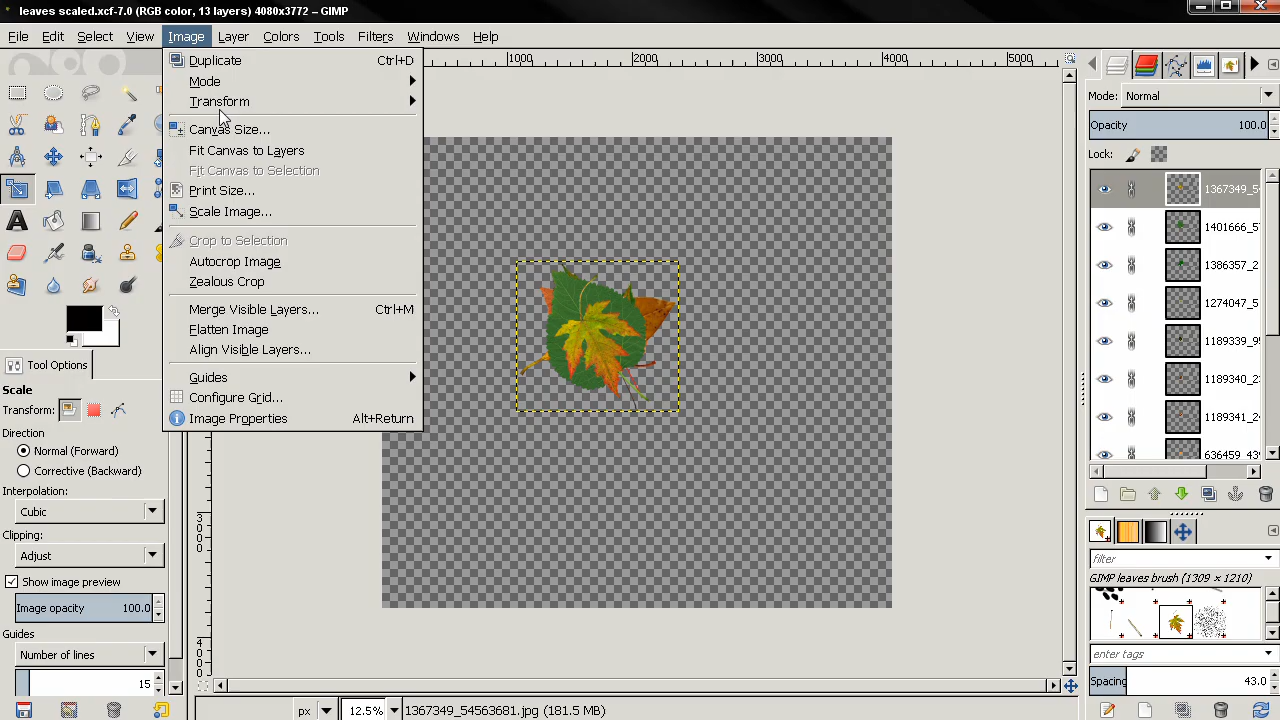 leaves scaled.xcf-7.0 (RGB color, 13 layers) 4080x3772 – GIMP
File Edit Select View Image Layer Colors Tools Filters Windows Help
Duplicate Ctrl+D
Mode
Transform
Canvas Size...
Fit Canvas to Layers
Fit Canvas to Selection
Print Size...
Scale Image...
Crop to Selection
Autocrop Image
Zealous Crop
Merge Visible Layers... Ctrl+M
Flatten Image
Align Visible Layers...
Guides
Configure Grid...
Image Properties Alt+Return
1000 2000 3000 4000 5000
3000
400
Tool Options
Scale
Transform:
Direction
Normal (Forward)
Corrective (Backward)
Interpolation:
Cubic
Clipping:
Adjust
Show image preview
Image opacity 100.0
Guides
Number of lines
15
px 12.5% 1367349_54563681.jpg (181.5 MB)
Mode: Normal
Opacity 100.0
Lock:
1367349_5
1401666_5
1386357_2
1274047_5
1189339_9
1189340_2
1189341_2
636459_43
filter
GIMP leaves brush (1309 × 1210)
enter tags
Spacing 43.0